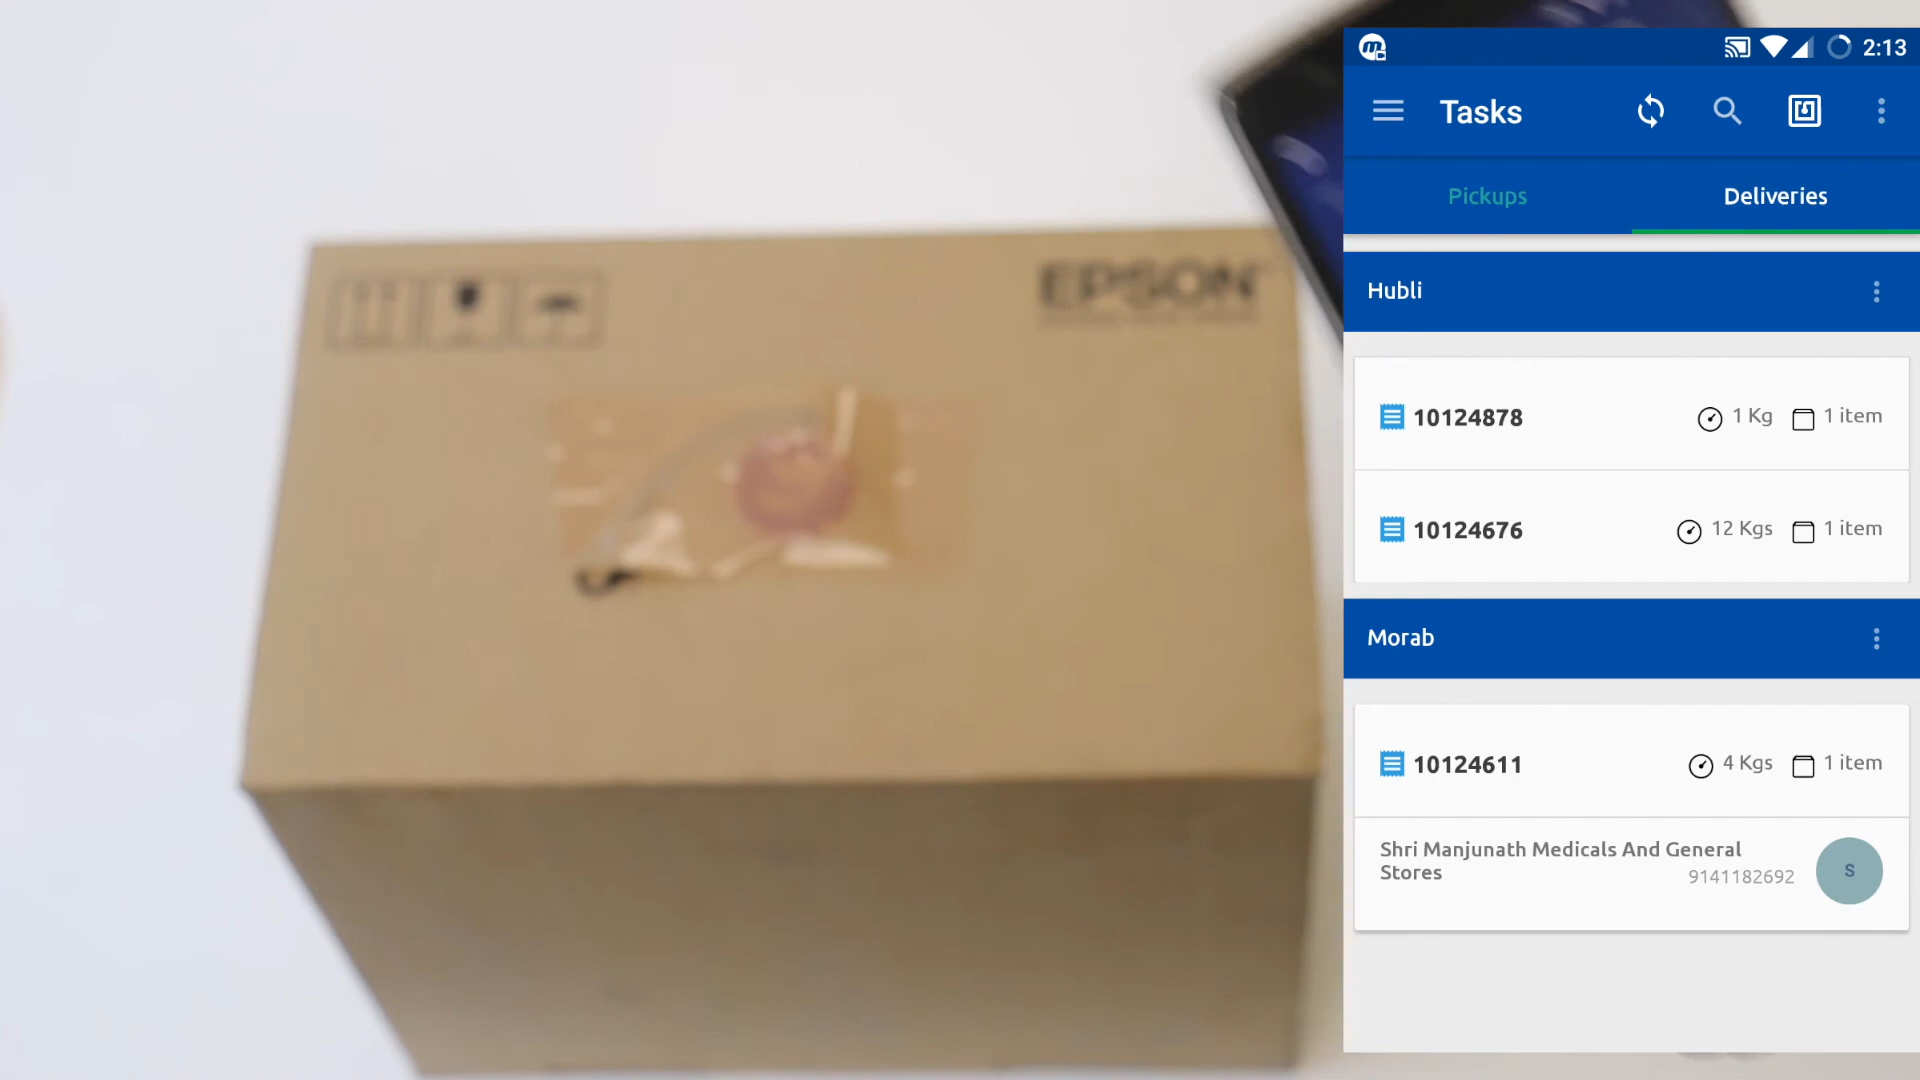 EPSON
2:13
Tasks
Pickups
Deliveries
Hubli
10124878
1 Kg
1 item
10124676
12 Kgs
1 item
Morab
10124611
4 Kgs
1 item
Shri Manjunath Medicals And General
Stores
9141182692
S